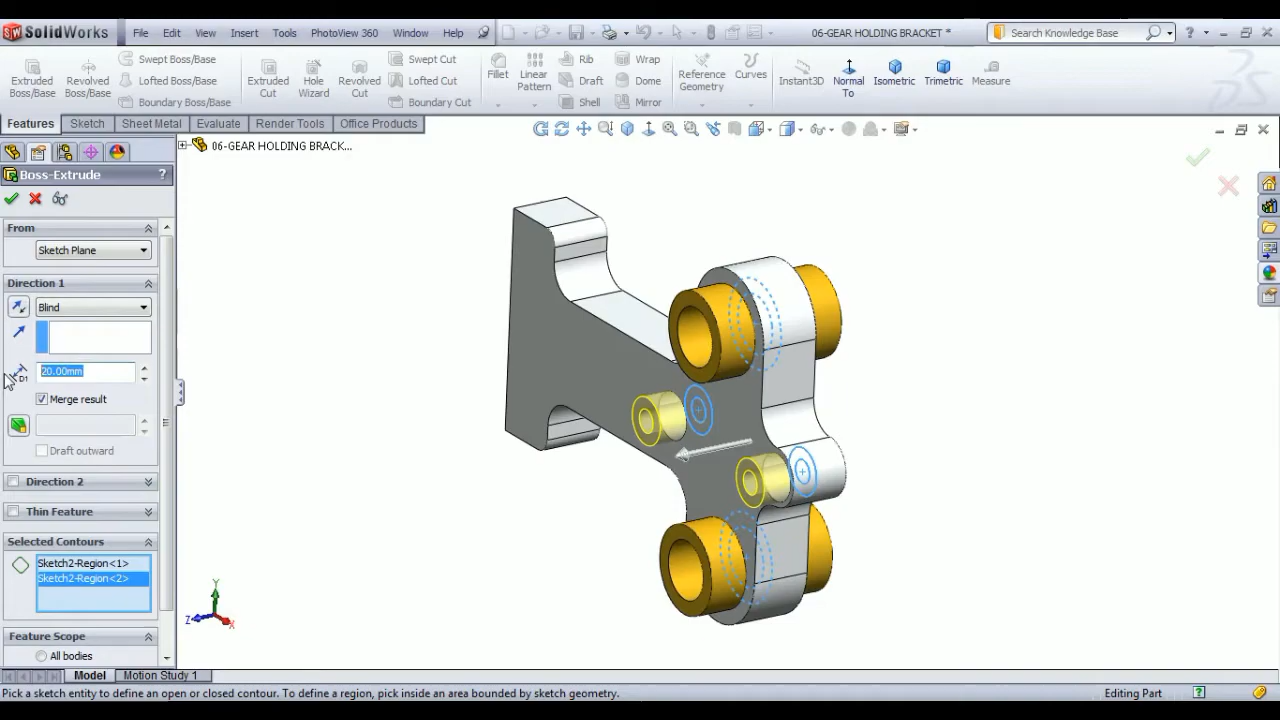 SolidWorks File Edit View Insert Tools PhotoView 360 Window Help 06-GEAR HOLDING BRACKET * Search Knowledge Base ?
Extruded Boss/Base
Revolved Boss/Base
Swept Boss/Base
Lofted Boss/Base
Boundary Boss/Base
Extruded Cut
Hole Wizard
Revolved Cut
Swept Cut
Lofted Cut
Boundary Cut
Fillet
Linear Pattern
Rib
Draft
Shell
Wrap
Dome
Mirror
Reference Geometry
Curves
Instant3D
Normal To
Isometric
Trimetric
Measure
Features Sketch Sheet Metal Evaluate Render Tools Office Products
06-GEAR HOLDING BRACK...
Boss-Extrude ?
From
Sketch Plane
Direction 1
Blind
D1 20.00mm
Merge result
Draft outward
Direction 2
Thin Feature
Selected Contours
Sketch2-Region<1>
Sketch2-Region<2>
Feature Scope
All bodies
Y
Z
X
Model Motion Study 1
Pick a sketch entity to define an open or closed contour. To define a region, pick inside an area bounded by sketch geometry. Editing Part ?